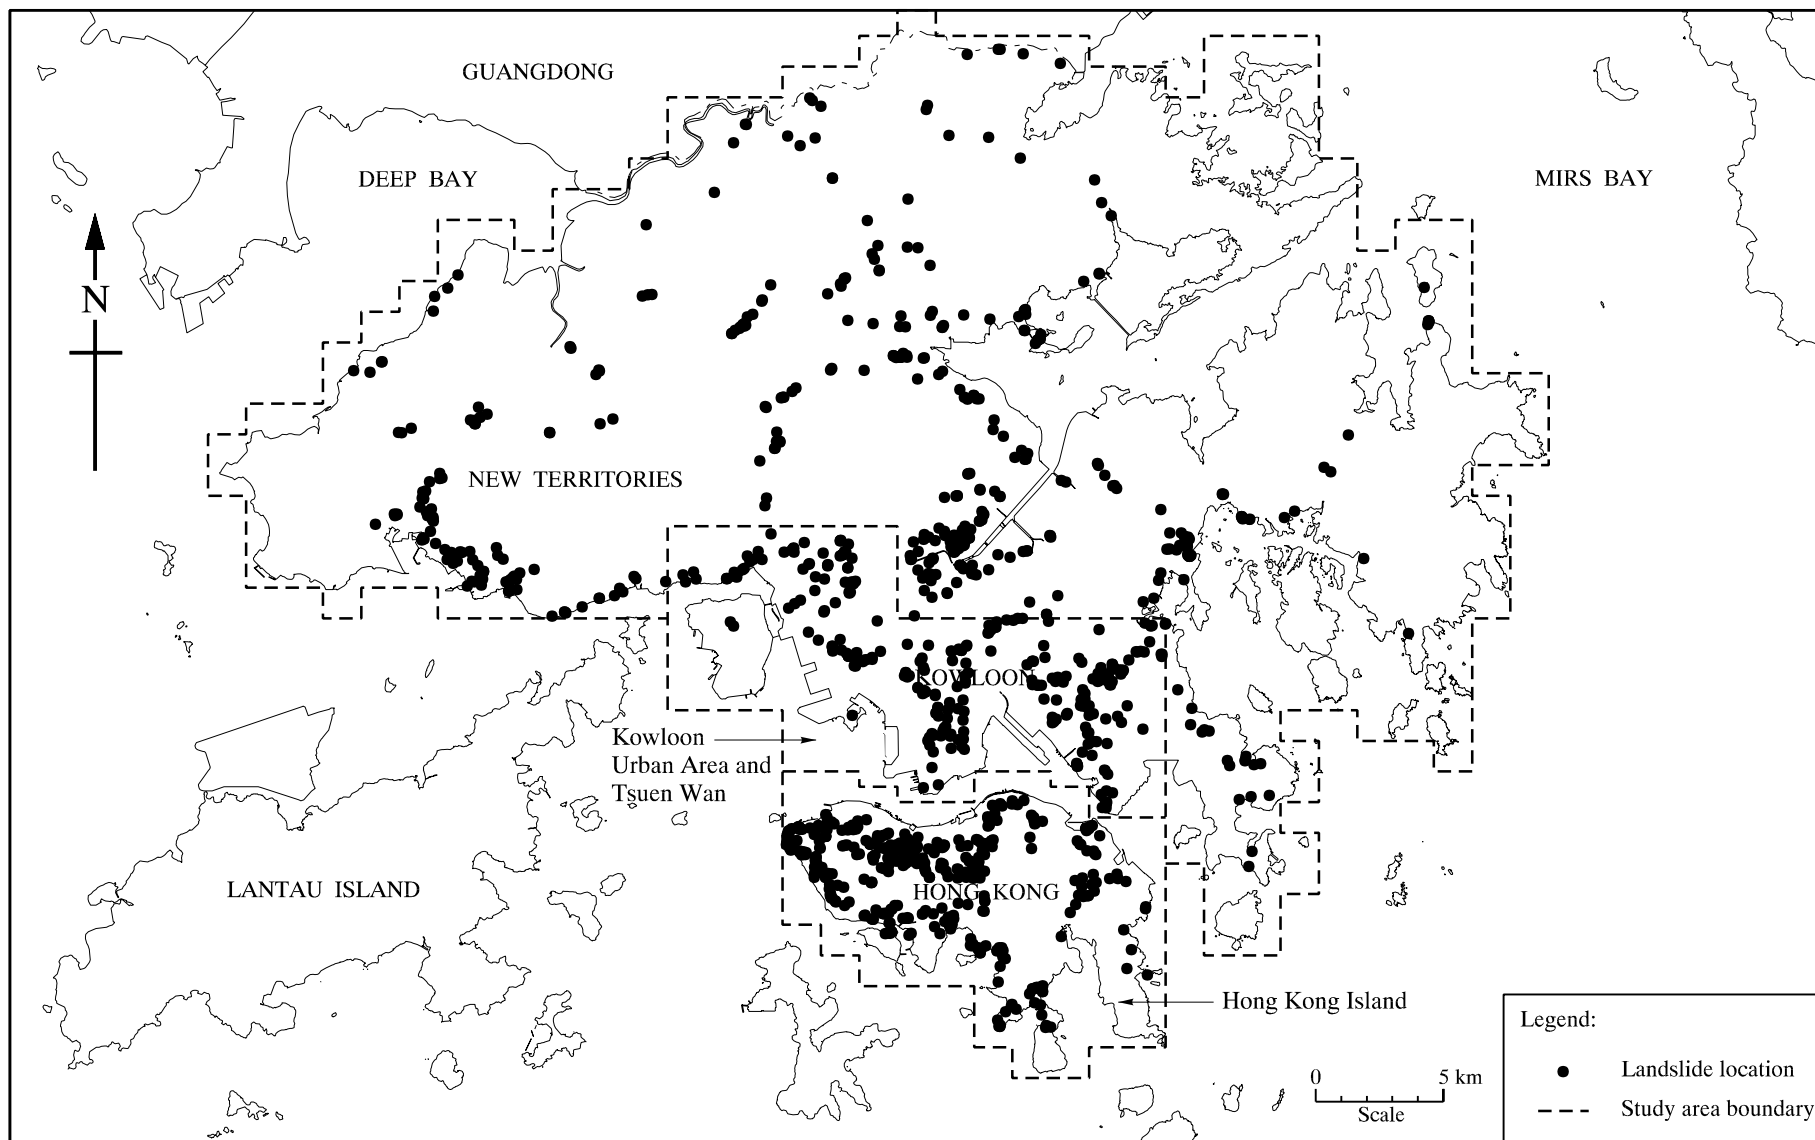 GUANGDONG
DEEP BAY
MIRS BAY
N
NEW TERRITORIES
KOWLOON
Kowloon
Urban Area and
Tsuen Wan
LANTAU ISLAND
HONG KONG
Hong Kong Island
Legend:
Landslide location
Study area boundary
0 5 km
Scale